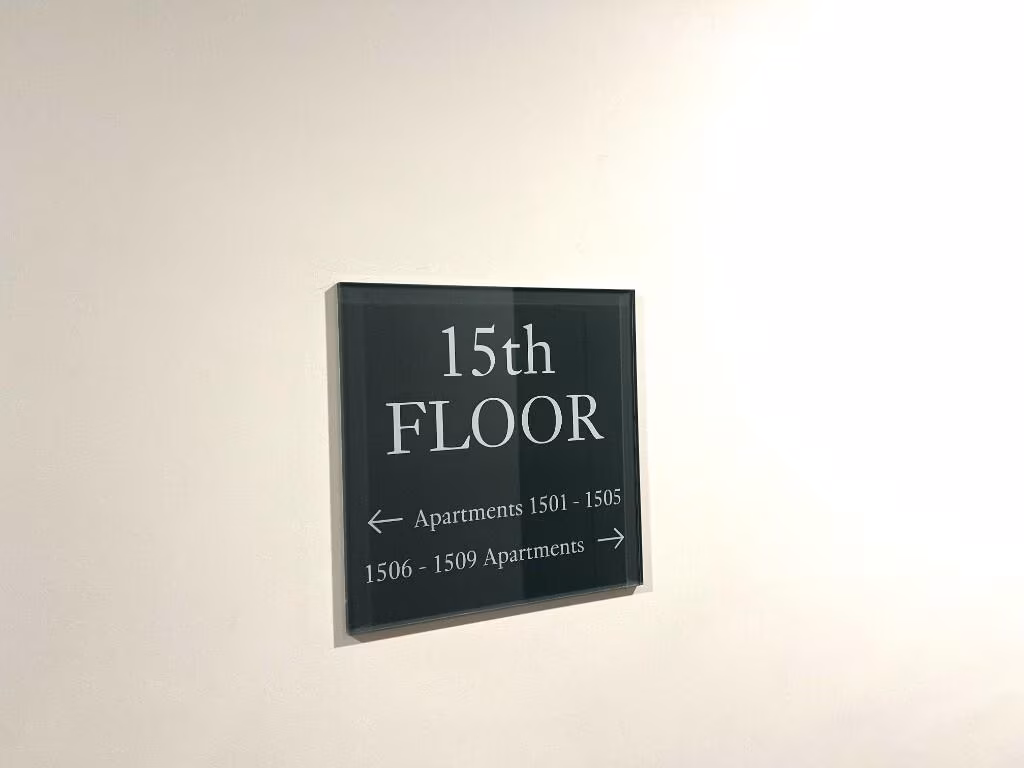 15th
FLOOR
← Apartments 1501 - 1505
1506 - 1509 Apartments →